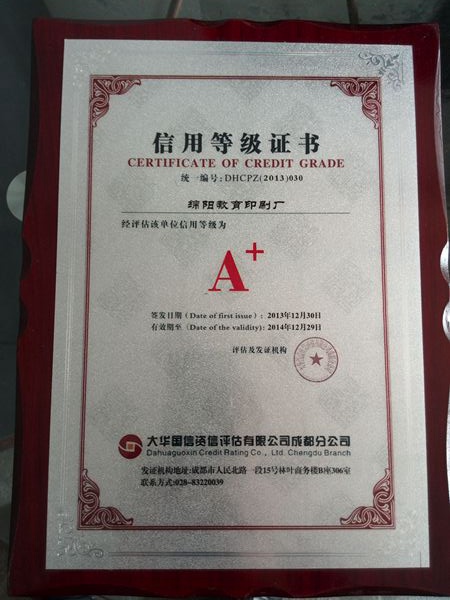 信用等级证书
CERTIFICATE OF CREDIT GRADE
统一编号:DHCPZ(2013)030
绵阳教育印刷厂
经评估该单位信用等级为
A+
签发日期（Date of first issue）: 2013年12月30日
有效期至（Date of the validity): 2014年12月29日
评估及发证机构
大华国信资信评估有限公司成都分公司
Dahuaguoxin Credit Rating Co., Ltd. Chengdu Branch
发证机构地址:成都市人民北路一段15号林叶商务楼B座306室
联系方式:028-83220039